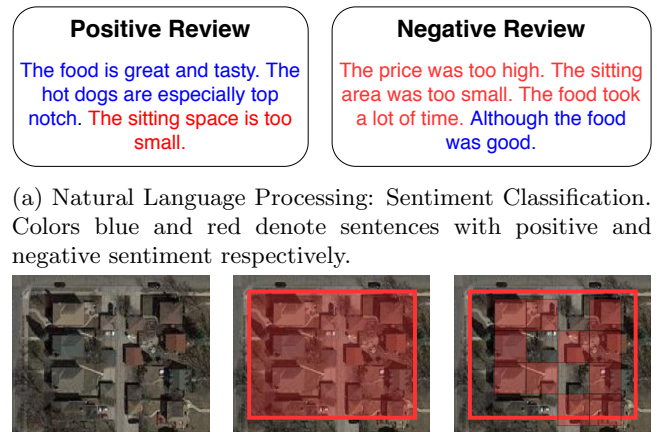 Positive Review
The food is great and tasty. The
hot dogs are especially top
notch. The sitting space is too
small.
Negative Review
The price was too high. The sitting
area was too small. The food took
a lot of time. Although the food
was good.
(a) Natural Language Processing: Sentiment Classification.
Colors blue and red denote sentences with positive and
negative sentiment respectively.